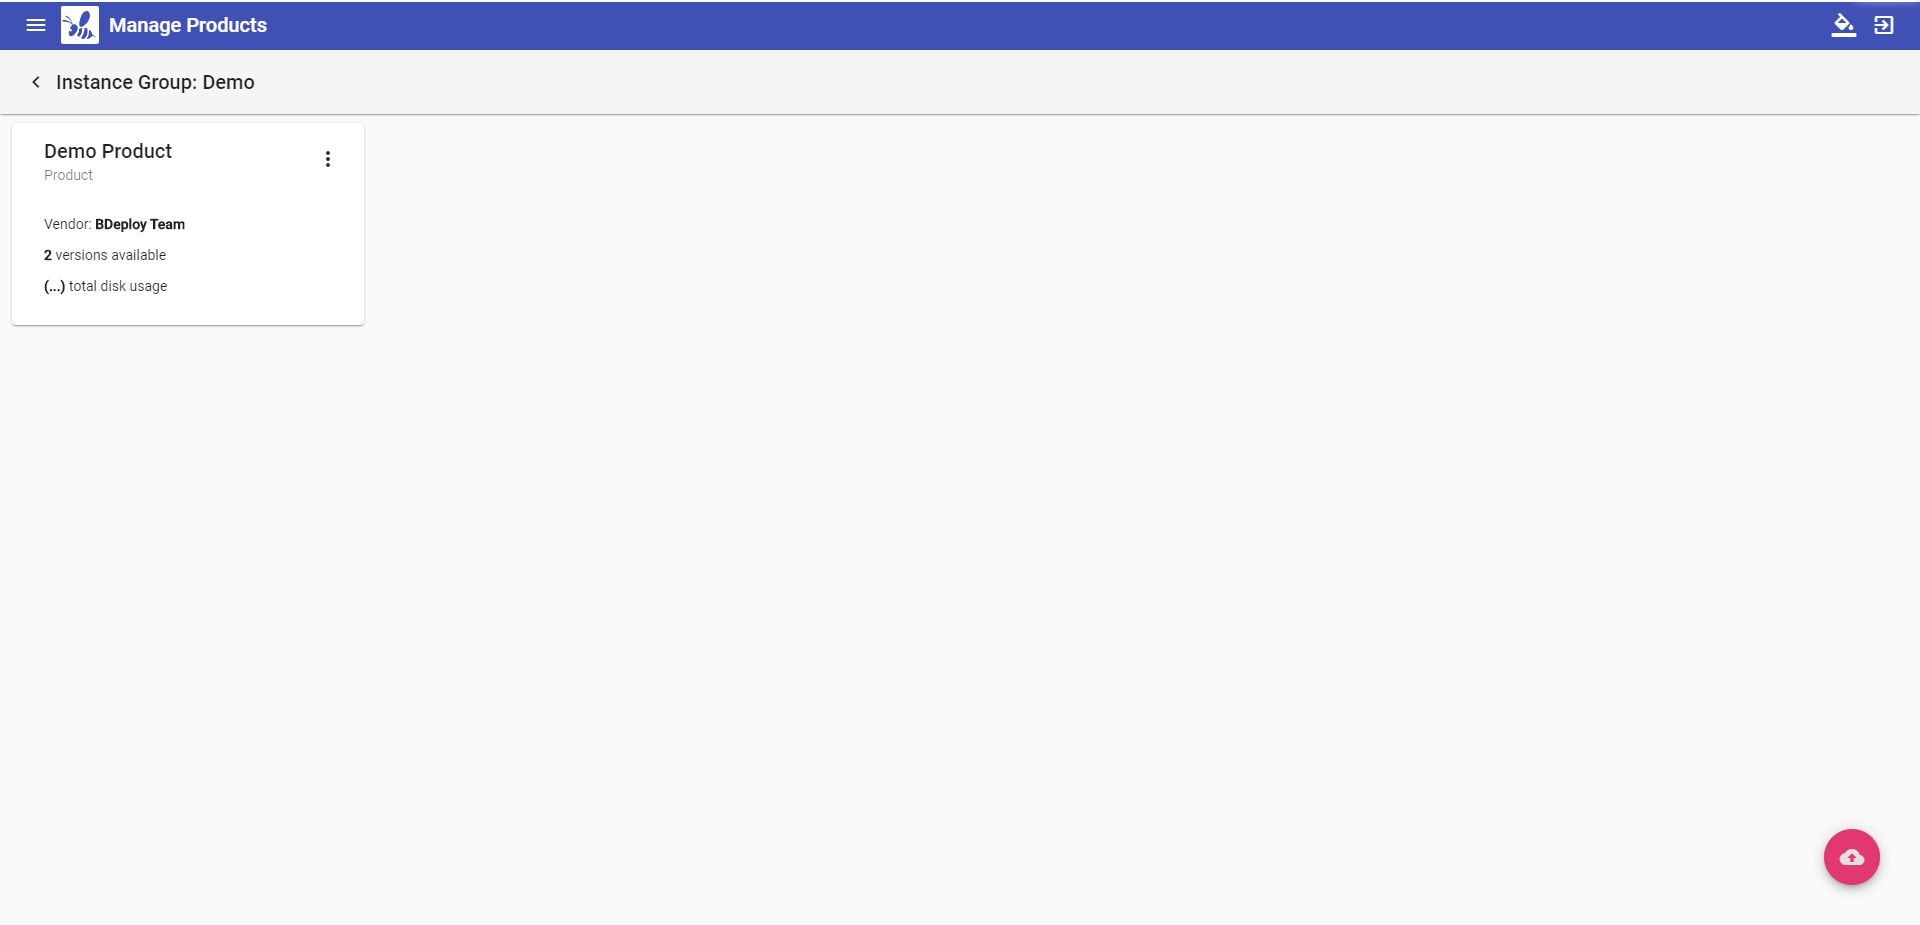 Manage Products
Instance Group: Demo
Demo Product
Product
Vendor: BDeploy Team
2 versions available
(...) total disk usage